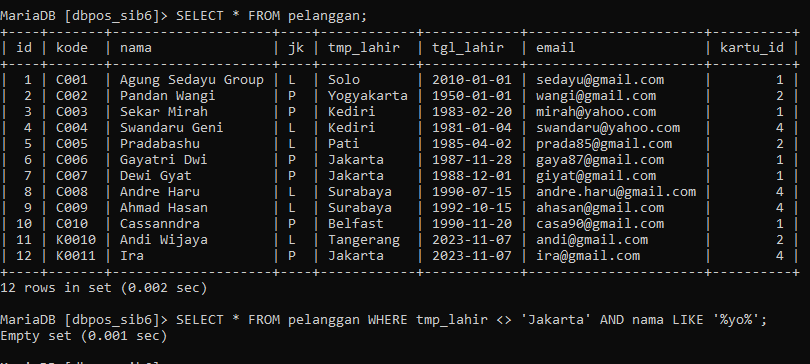 MariaDB [dbpos_sib6]> SELECT * FROM pelanggan;
+----+-------+--------------------+----+------------+------------+----------------------+----------+
| id | kode  | nama               | jk | tmp_lahir  | tgl_lahir  | email                | kartu_id |
+----+-------+--------------------+----+------------+------------+----------------------+----------+
|  1 | C001  | Agung Sedayu Group | L  | Solo       | 2010-01-01 | sedayu@gmail.com     |        1 |
|  2 | C002  | Pandan Wangi       | P  | Yogyakarta | 1950-01-01 | wangi@gmail.com      |        2 |
|  3 | C003  | Sekar Mirah        | P  | Kediri     | 1983-02-20 | mirah@yahoo.com      |        1 |
|  4 | C004  | Swandaru Geni      | L  | Kediri     | 1981-01-04 | swandaru@yahoo.com   |        4 |
|  5 | C005  | Pradabashu         | L  | Pati       | 1985-04-02 | prada85@gmail.com    |        2 |
|  6 | C006  | Gayatri Dwi        | P  | Jakarta    | 1987-11-28 | gaya87@gmail.com     |        1 |
|  7 | C007  | Dewi Gyat          | P  | Jakarta    | 1988-12-01 | giyat@gmail.com      |        1 |
|  8 | C008  | Andre Haru         | L  | Surabaya   | 1990-07-15 | andre.haru@gmail.com |        4 |
|  9 | C009  | Ahmad Hasan        | L  | Surabaya   | 1992-10-15 | ahasan@gmail.com     |        4 |
| 10 | C010  | Cassanndra         | P  | Belfast    | 1990-11-20 | casa90@gmail.com     |        1 |
| 11 | K0010 | Andi Wijaya        | L  | Tangerang  | 2023-11-07 | andi@gmail.com       |        2 |
| 12 | K0011 | Ira                | P  | Jakarta    | 2023-11-07 | ira@gmail.com        |        4 |
+----+-------+--------------------+----+------------+------------+----------------------+----------+
12 rows in set (0.002 sec)
MariaDB [dbpos_sib6]> SELECT * FROM pelanggan WHERE tmp_lahir <> 'Jakarta' AND nama LIKE '%yo%';
Empty set (0.001 sec)